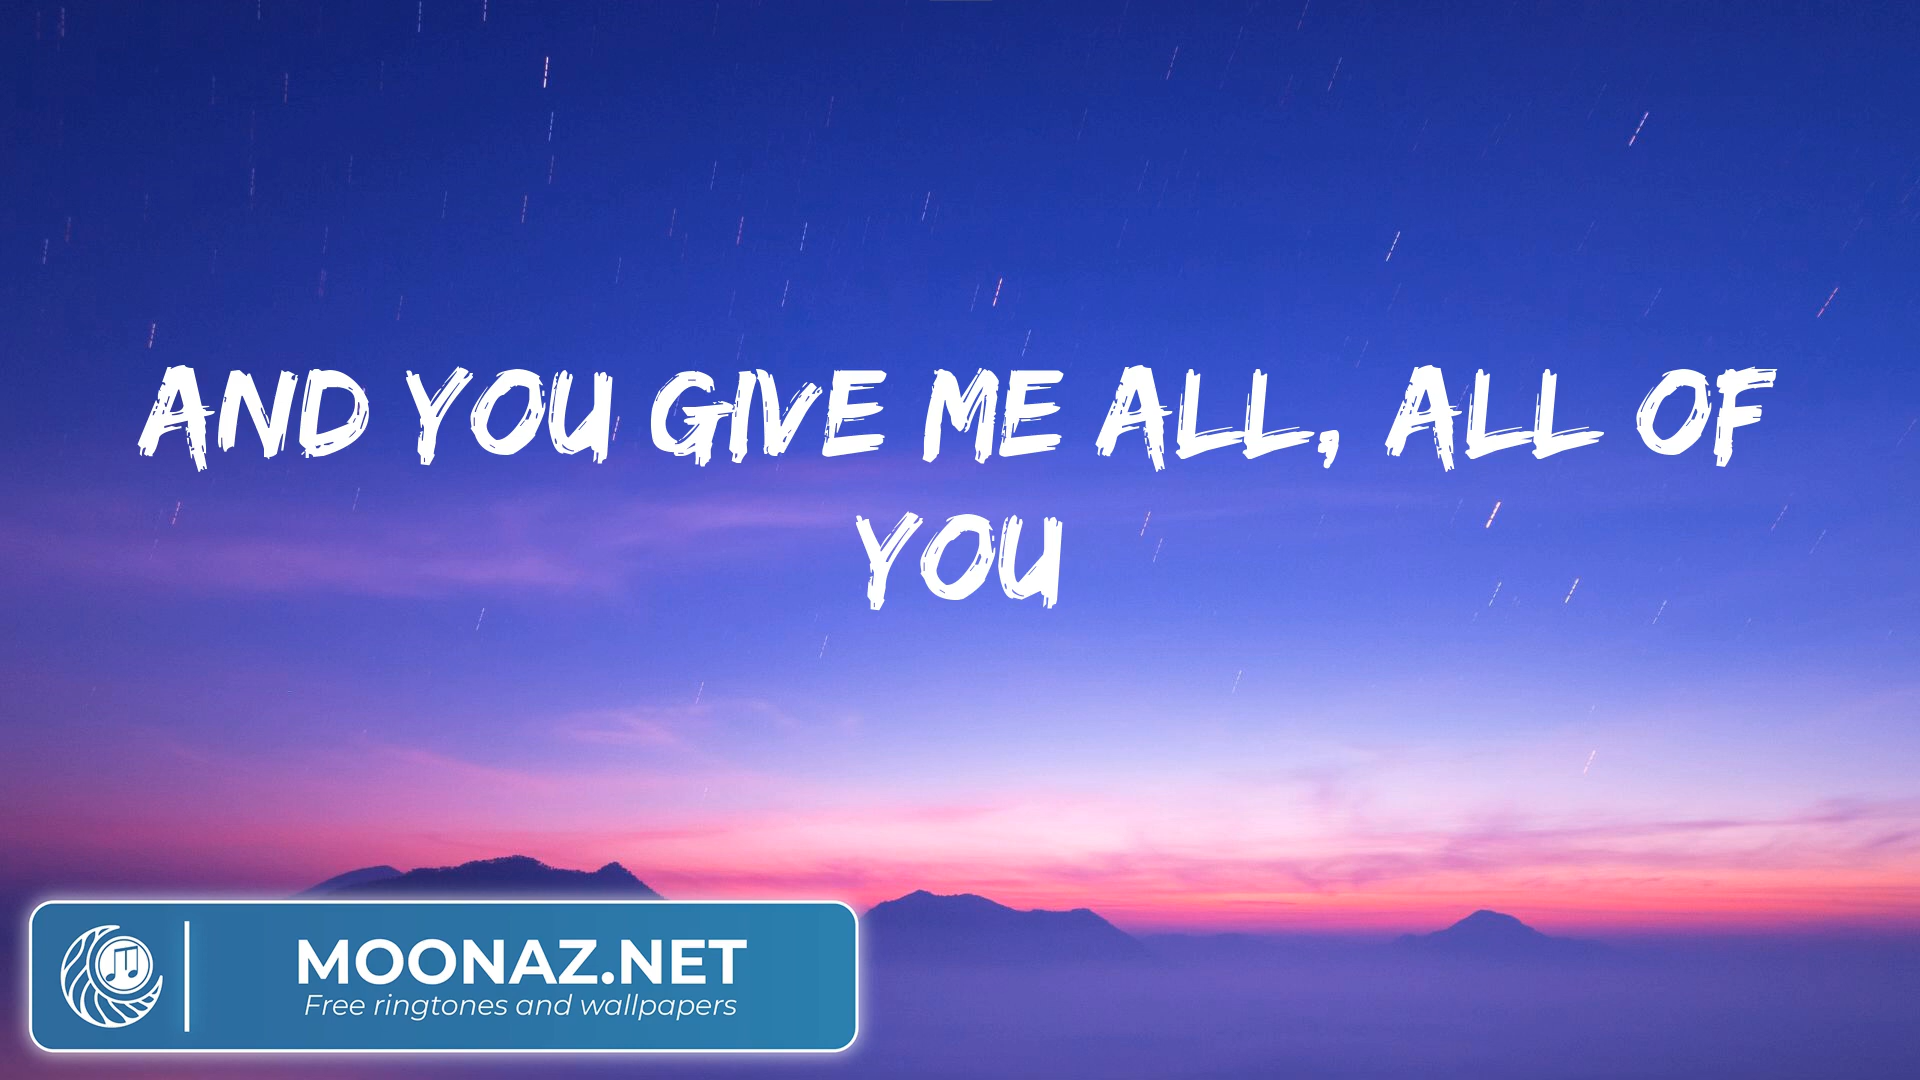 AND YOU GIVE ME ALL, ALL OF
YOU
MOONAZ.NET
Free ringtones and wallpapers